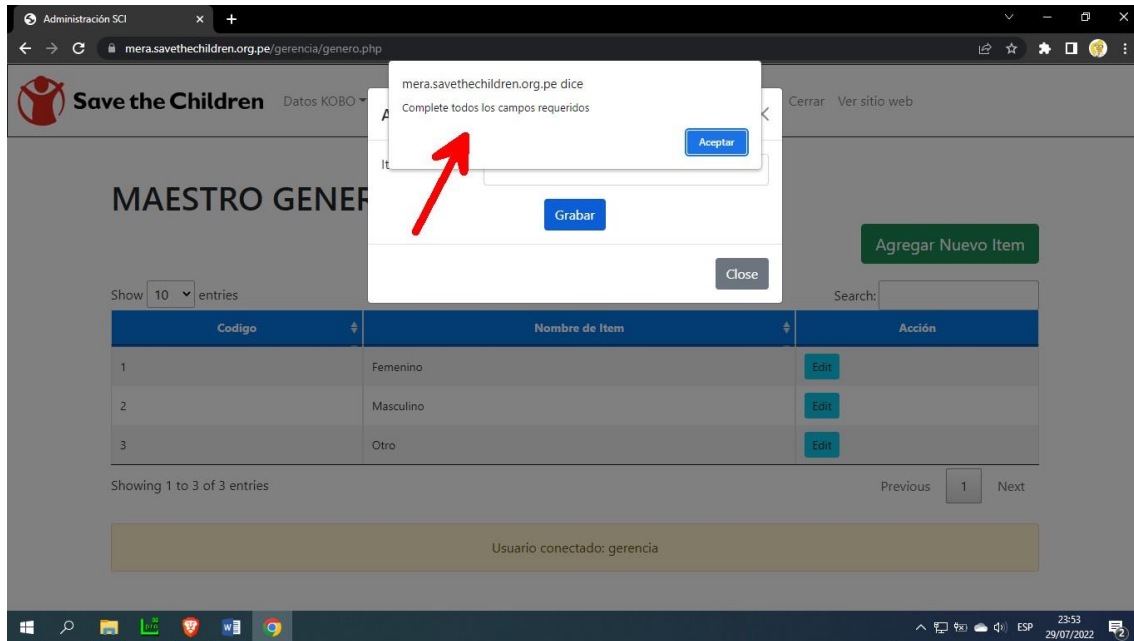 Administración SCI
mera.savethechildren.org.pe/gerencia/genero.php
Save the Children Datos KOBO Cerrar Ver sitio web
mera.savethechildren.org.pe dice
Complete todos los campos requeridos
Aceptar
Grabar
Close
MAESTRO GENER
Agregar Nuevo Item
Show 10 entries Search:
Codigo Nombre de Item Acción
1 Femenino Edit
2 Masculino Edit
3 Otro Edit
Showing 1 to 3 of 3 entries Previous 1 Next
Usuario conectado: gerencia
ESP 23:53
29/07/2022
2